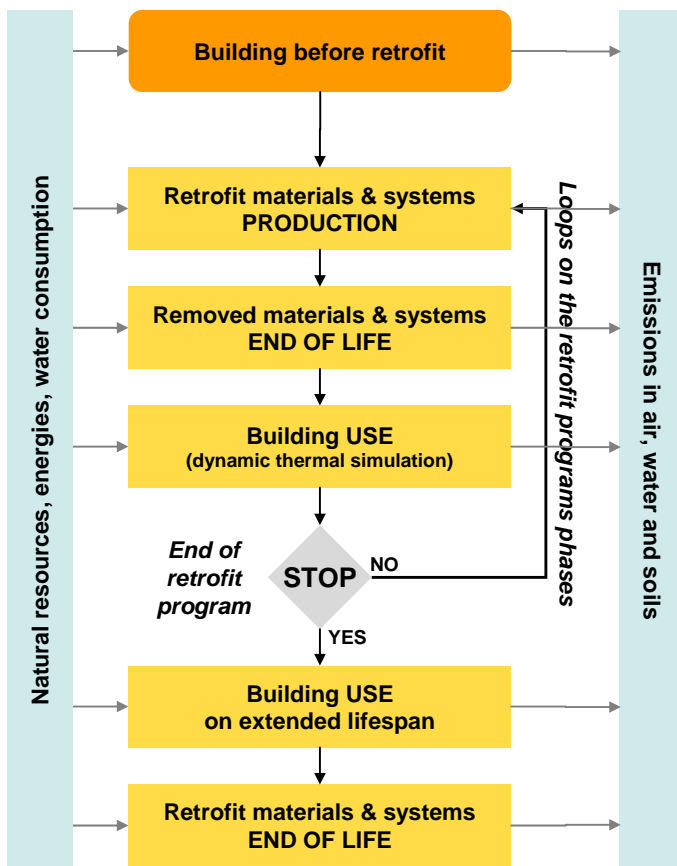 Building before retrofit
Natural resources, energies, water consumption
Retrofit materials & systems
PRODUCTION
Removed materials & systems
END OF LIFE
Building USE
(dynamic thermal simulation)
Loops on the retrofit programs phases
Emissions in air, water and soils
End of
retrofit
program
STOP
NO
YES
Building USE
on extended lifespan
Retrofit materials & systems
END OF LIFE